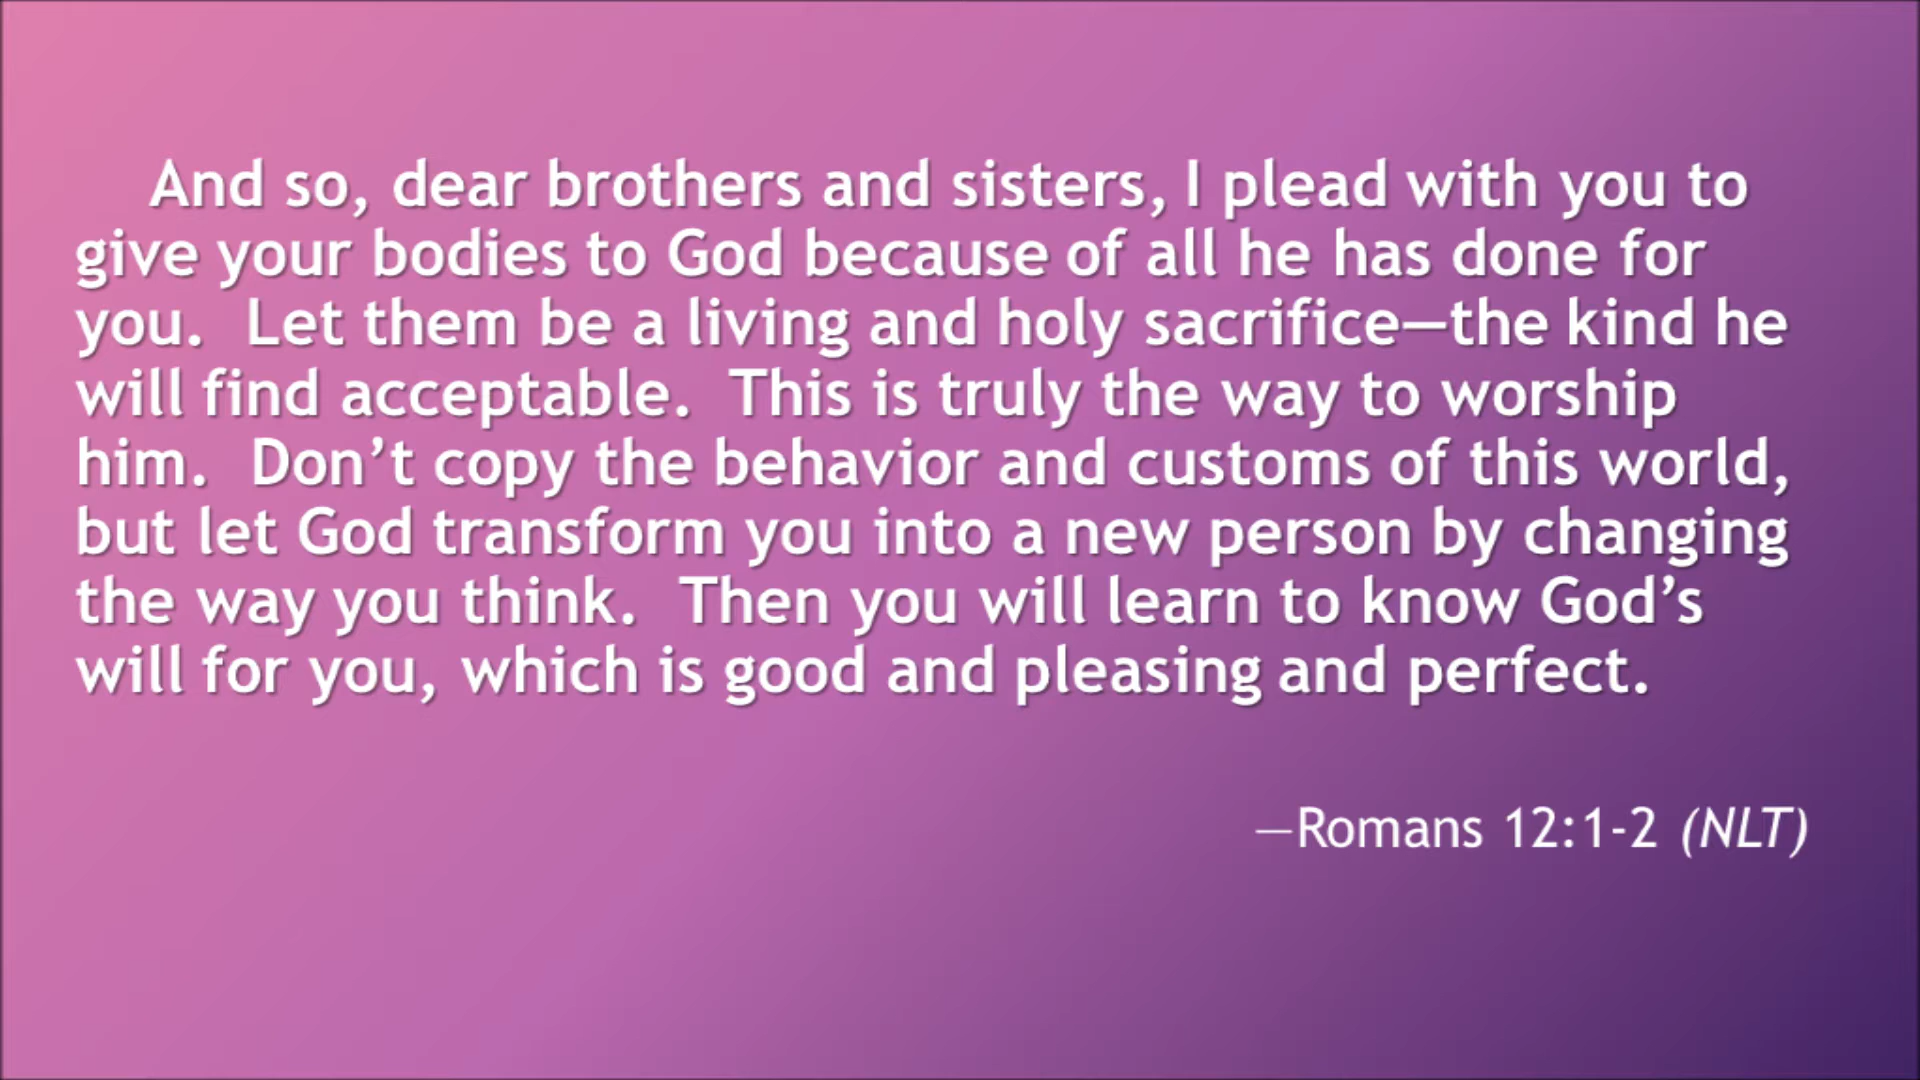 And so, dear brothers and sisters, I plead with you to
give your bodies to God because of all he has done for
you.  Let them be a living and holy sacrifice—the kind he
will find acceptable.  This is truly the way to worship
him.  Don’t copy the behavior and customs of this world,
but let God transform you into a new person by changing
the way you think.  Then you will learn to know God’s
will for you, which is good and pleasing and perfect.
—Romans 12:1-2 (NLT)